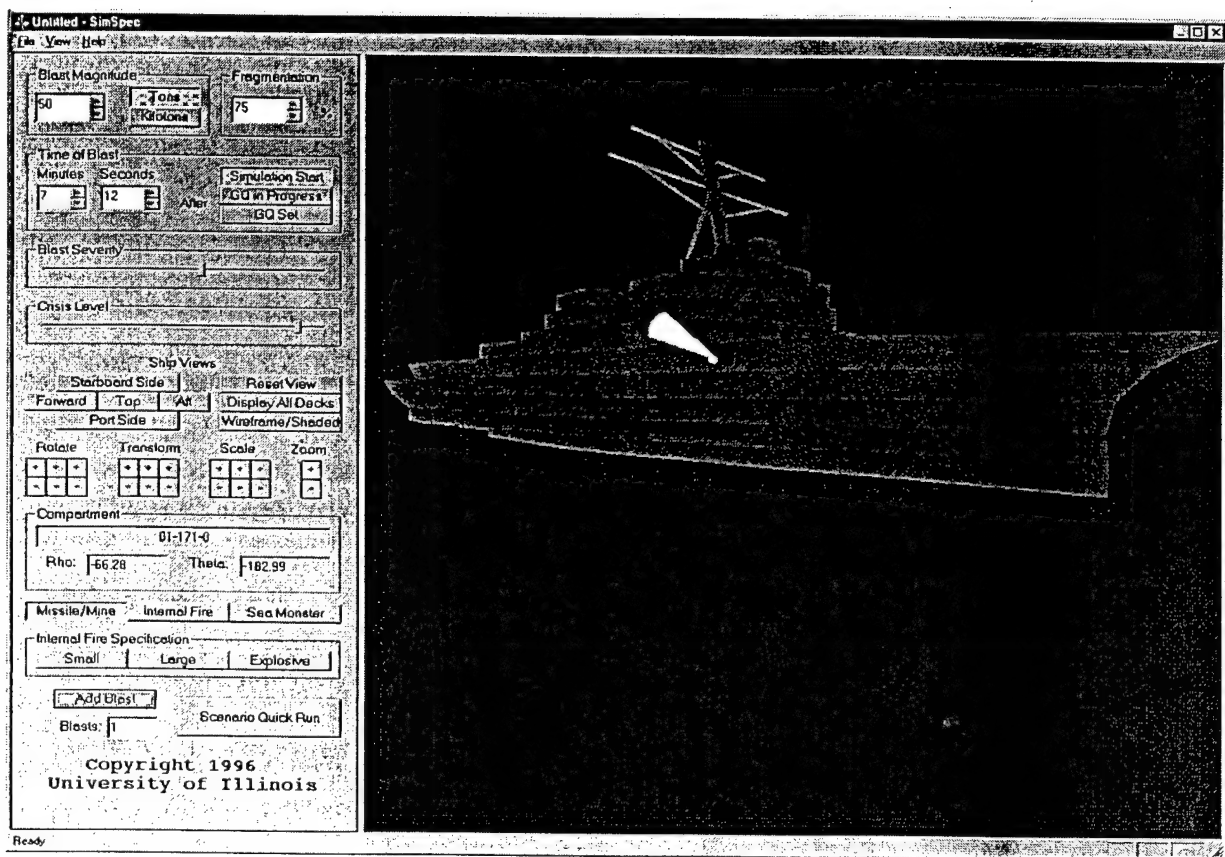 Untitled - SimSpec
File View Help
Blast Magnitude
Fragmentation
50
Tons
Kilotons
75
Time of Blast
Minutes Seconds
7
12
After
Simulation Start
GQ in Progress
GQ Set
Blast Severity
Crisis Level
Ship Views
Starboard Side
Reset View
Forward Top Aft
Display All Decks
Port Side
Wireframe/Shaded
Rotate Transform Scale Zoom
Compartment
01-171-0
Rho: -66.28 Theta: -182.99
Missile/Mine Internal Fire Sea Monster
Internal Fire Specification
Small Large Explosive
Add Blast
Blasts: 1
Scenario Quick Run
Copyright 1996
University of Illinois
Ready